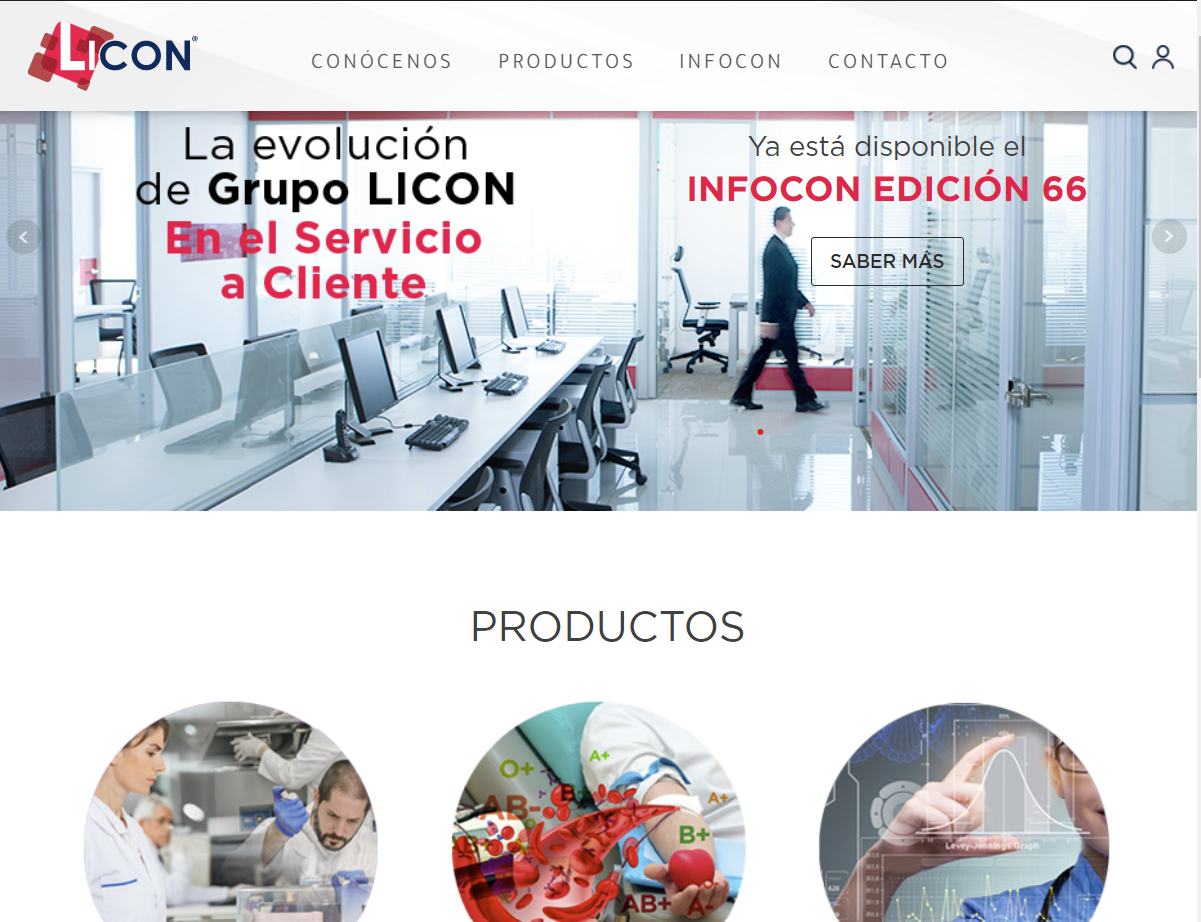 LICON®
CONÓCENOS PRODUCTOS INFOCON CONTACTO
La evolución
de Grupo LICON
En el Servicio
a Cliente
Ya está disponible el
INFOCON EDICIÓN 66
SABER MÁS
PRODUCTOS
O+
A+
B+
AB-
B
A+
B+
AB+
A-
Levey-Jennings Graph